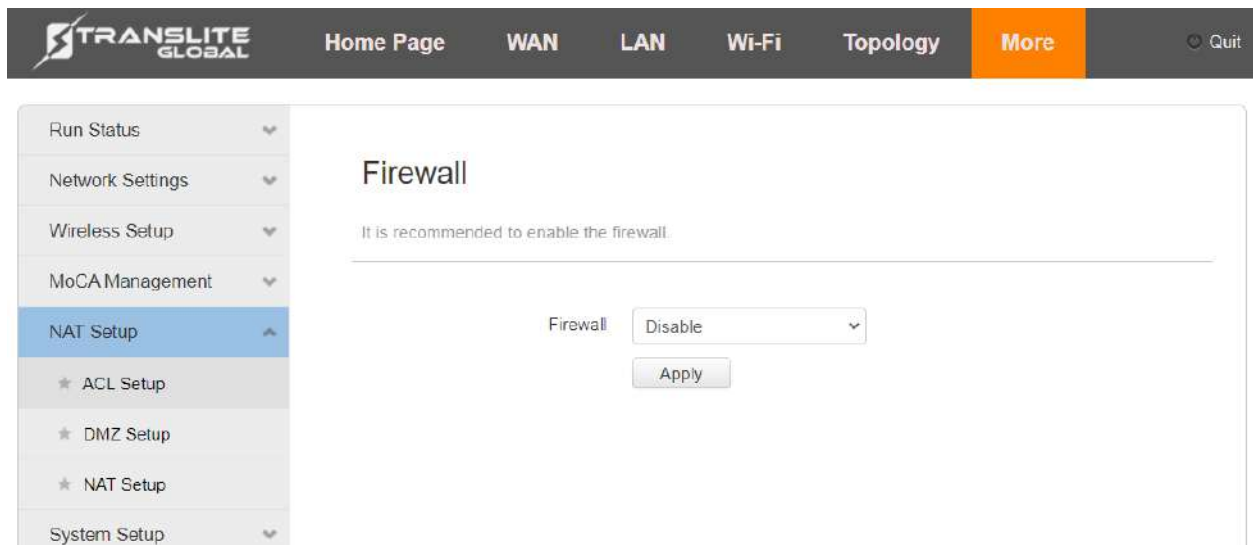 TRANSLITE
GLOBAL
Home Page WAN LAN Wi-Fi Topology More Quit
Run Status
Network Settings
Wireless Setup
MoCA Management
NAT Setup
ACL Setup
DMZ Setup
NAT Setup
System Setup
Firewall
It is recommended to enable the firewall.
Firewall Disable
Apply